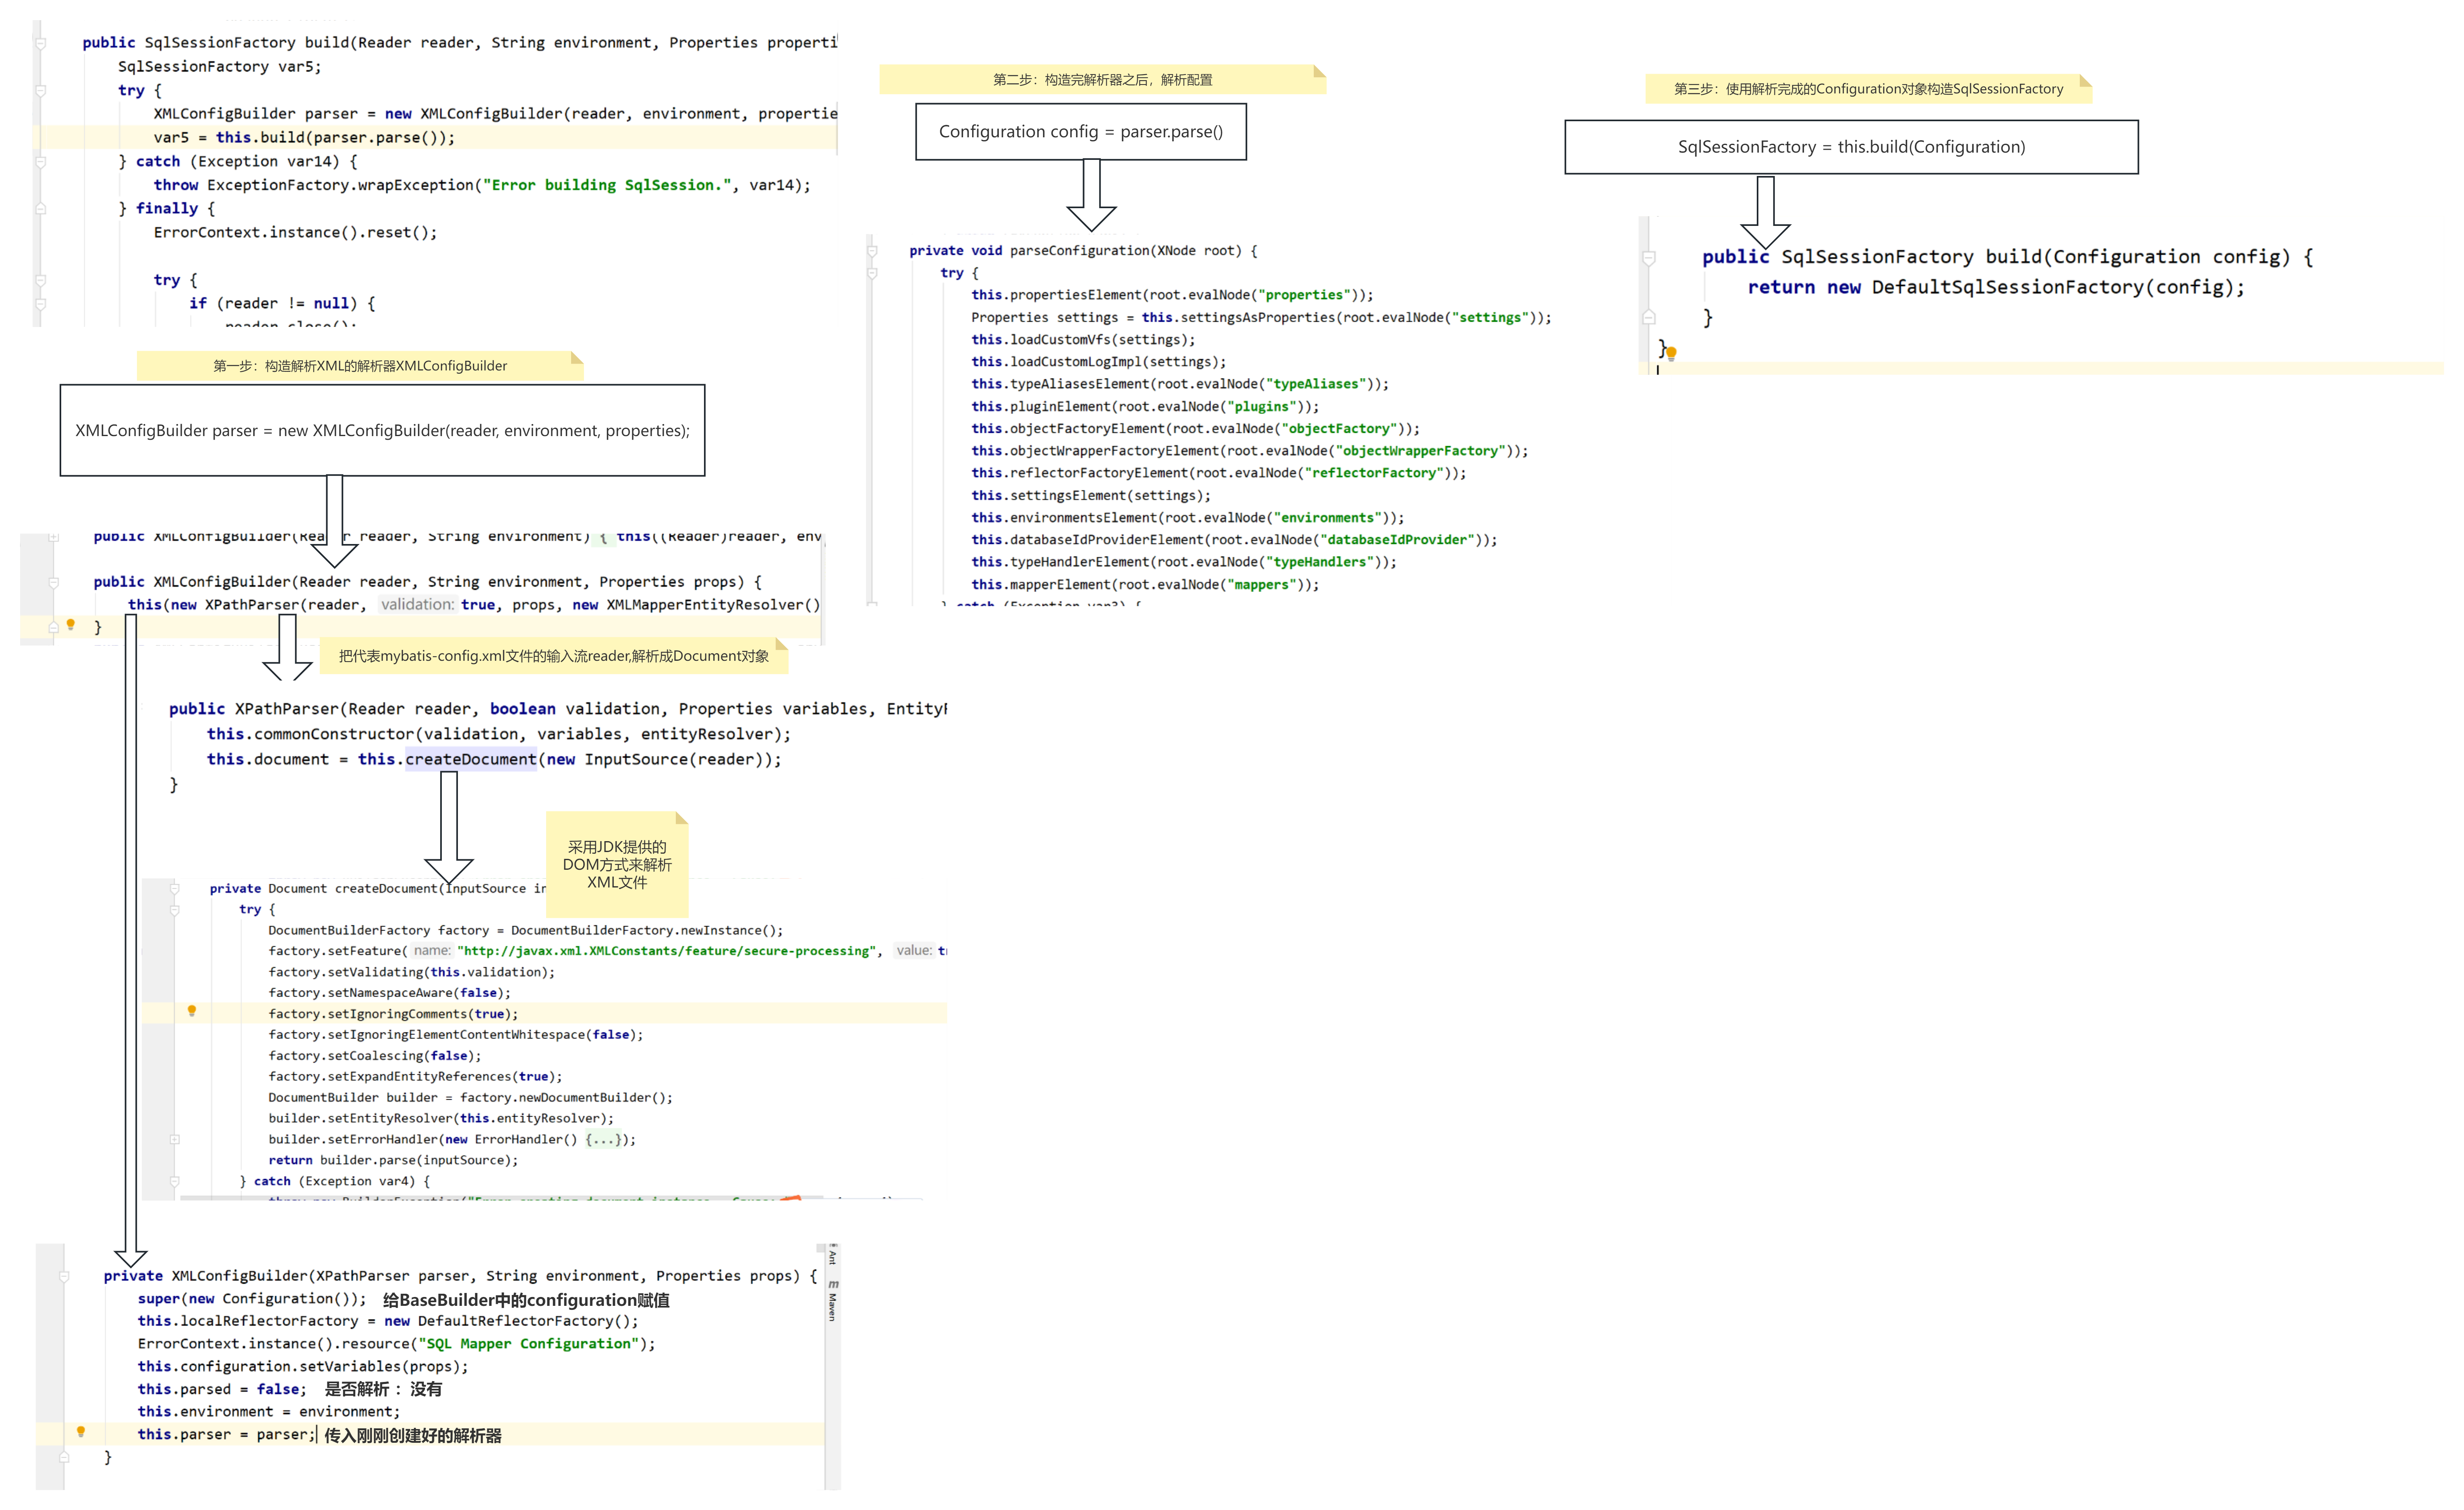 public SqlSessionFactory build(Reader reader, String environment, Properties properti
SqlSessionFactory var5;
try {
XMLConfigBuilder parser = new XMLConfigBuilder(reader, environment, propertie
var5 = this.build(parser.parse());
} catch (Exception var14) {
throw ExceptionFactory.wrapException("Error building SqlSession.", var14);
} finally {
ErrorContext.instance().reset();
try {
if (reader != null) {
reader.close();
第一步：构造解析XML的解析器XMLConfigBuilder
XMLConfigBuilder parser = new XMLConfigBuilder(reader, environment, properties);
public XMLConfigBuilder(Reader reader, String environment) { this((Reader)reader, env
public XMLConfigBuilder(Reader reader, String environment, Properties props) {
this(new XPathParser(reader, validation: true, props, new XMLMapperEntityResolver()
}
把代表mybatis-config.xml文件的输入流reader,解析成Document对象
public XPathParser(Reader reader, boolean validation, Properties variables, EntityR
this.commonConstructor(validation, variables, entityResolver);
this.document = this.createDocument(new InputSource(reader));
}
采用JDK提供的
DOM方式来解析
XML文件
private Document createDocument(InputSource in
try {
DocumentBuilderFactory factory = DocumentBuilderFactory.newInstance();
factory.setFeature( name: "http://javax.xml.XMLConstants/feature/secure-processing", value: tr
factory.setValidating(this.validation);
factory.setNamespaceAware(false);
factory.setIgnoringComments(true);
factory.setIgnoringElementContentWhitespace(false);
factory.setCoalescing(false);
factory.setExpandEntityReferences(true);
DocumentBuilder builder = factory.newDocumentBuilder();
builder.setEntityResolver(this.entityResolver);
builder.setErrorHandler(new ErrorHandler() {...});
return builder.parse(inputSource);
} catch (Exception var4) {
throw new BuilderException("Error creating document instance. Cause:
Ant
Maven
private XMLConfigBuilder(XPathParser parser, String environment, Properties props) {
super(new Configuration()); 给BaseBuilder中的configuration赋值
this.localReflectorFactory = new DefaultReflectorFactory();
ErrorContext.instance().resource("SQL Mapper Configuration");
this.configuration.setVariables(props);
this.parsed = false; 是否解析 ：没有
this.environment = environment;
this.parser = parser; 传入刚刚创建好的解析器
}
第二步：构造完解析器之后，解析配置
Configuration config = parser.parse()
private void parseConfiguration(XNode root) {
try {
this.propertiesElement(root.evalNode("properties"));
Properties settings = this.settingsAsProperties(root.evalNode("settings"));
this.loadCustomVfs(settings);
this.loadCustomLogImpl(settings);
this.typeAliasesElement(root.evalNode("typeAliases"));
this.pluginElement(root.evalNode("plugins"));
this.objectFactoryElement(root.evalNode("objectFactory"));
this.objectWrapperFactoryElement(root.evalNode("objectWrapperFactory"));
this.reflectorFactoryElement(root.evalNode("reflectorFactory"));
this.settingsElement(settings);
this.environmentsElement(root.evalNode("environments"));
this.databaseIdProviderElement(root.evalNode("databaseIdProvider"));
this.typeHandlerElement(root.evalNode("typeHandlers"));
this.mapperElement(root.evalNode("mappers"));
} catch (Exception var3) {
第三步：使用解析完成的Configuration对象构造SqlSessionFactory
SqlSessionFactory = this.build(Configuration)
public SqlSessionFactory build(Configuration config) {
return new DefaultSqlSessionFactory(config);
}
}